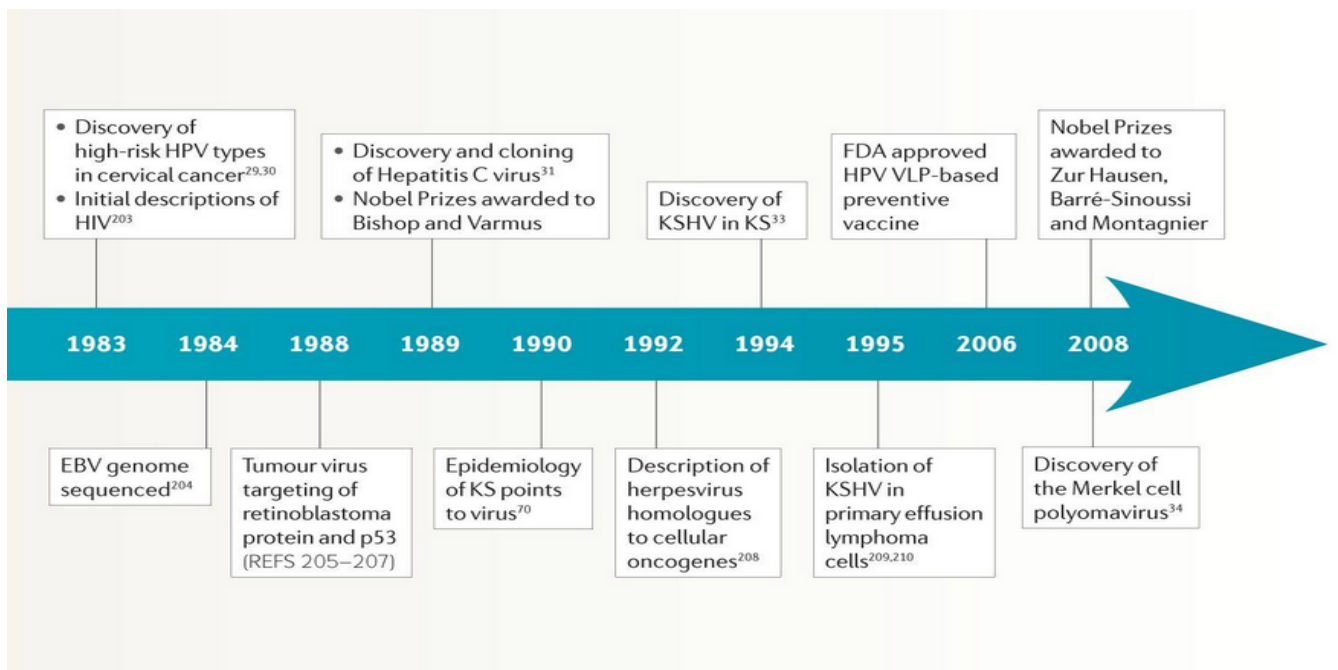 • Discovery of
high-risk HPV types
in cervical cancer²⁹,³⁰
• Initial descriptions of
HIV²⁰³
• Discovery and cloning
of Hepatitis C virus³¹
• Nobel Prizes awarded to
Bishop and Varmus
Discovery of
KSHV in KS³³
FDA approved
HPV VLP-based
preventive
vaccine
Nobel Prizes
awarded to
Zur Hausen,
Barré-Sinoussi
and Montagnier
1983 1984 1988 1989 1990 1992 1994 1995 2006 2008
EBV genome
sequenced²⁰⁴
Tumour virus
targeting of
retinoblastoma
protein and p53
(REFS 205–207)
Epidemiology
of KS points
to virus⁷⁰
Description of
herpesvirus
homologues
to cellular
oncogenes²⁰⁸
Isolation of
KSHV in
primary effusion
lymphoma
cells²⁰⁹,²¹⁰
Discovery of
the Merkel cell
polyomavirus³⁴